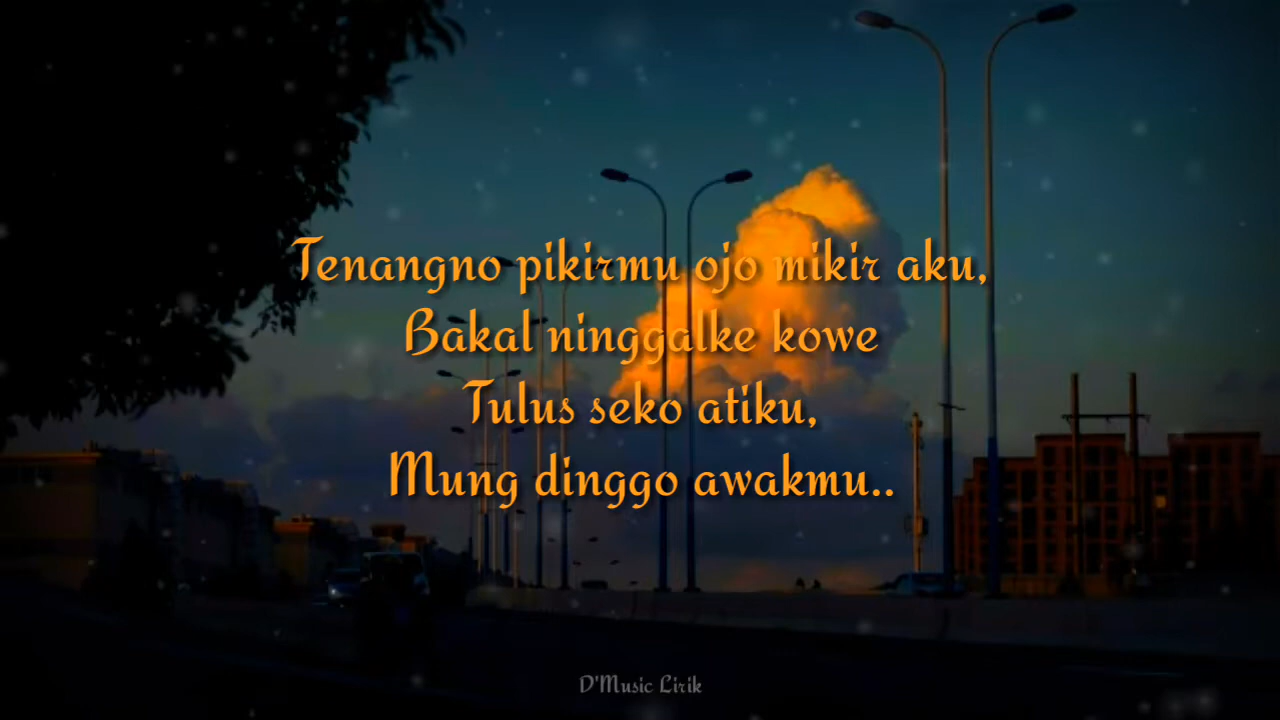 Tenangno pikirmu ojo mikir aku,
Bakal ninggalke kowe
Tulus seko atiku,
Mung dinggo awakmu..
D'Music Lirik